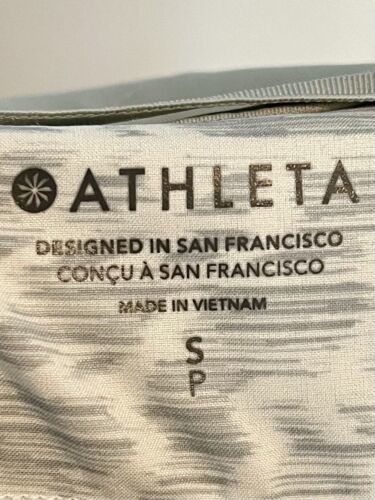 ATHLETA
DESIGNED IN SAN FRANCISCO
CONÇU À SAN FRANCISCO
MADE IN VIETNAM
S
P